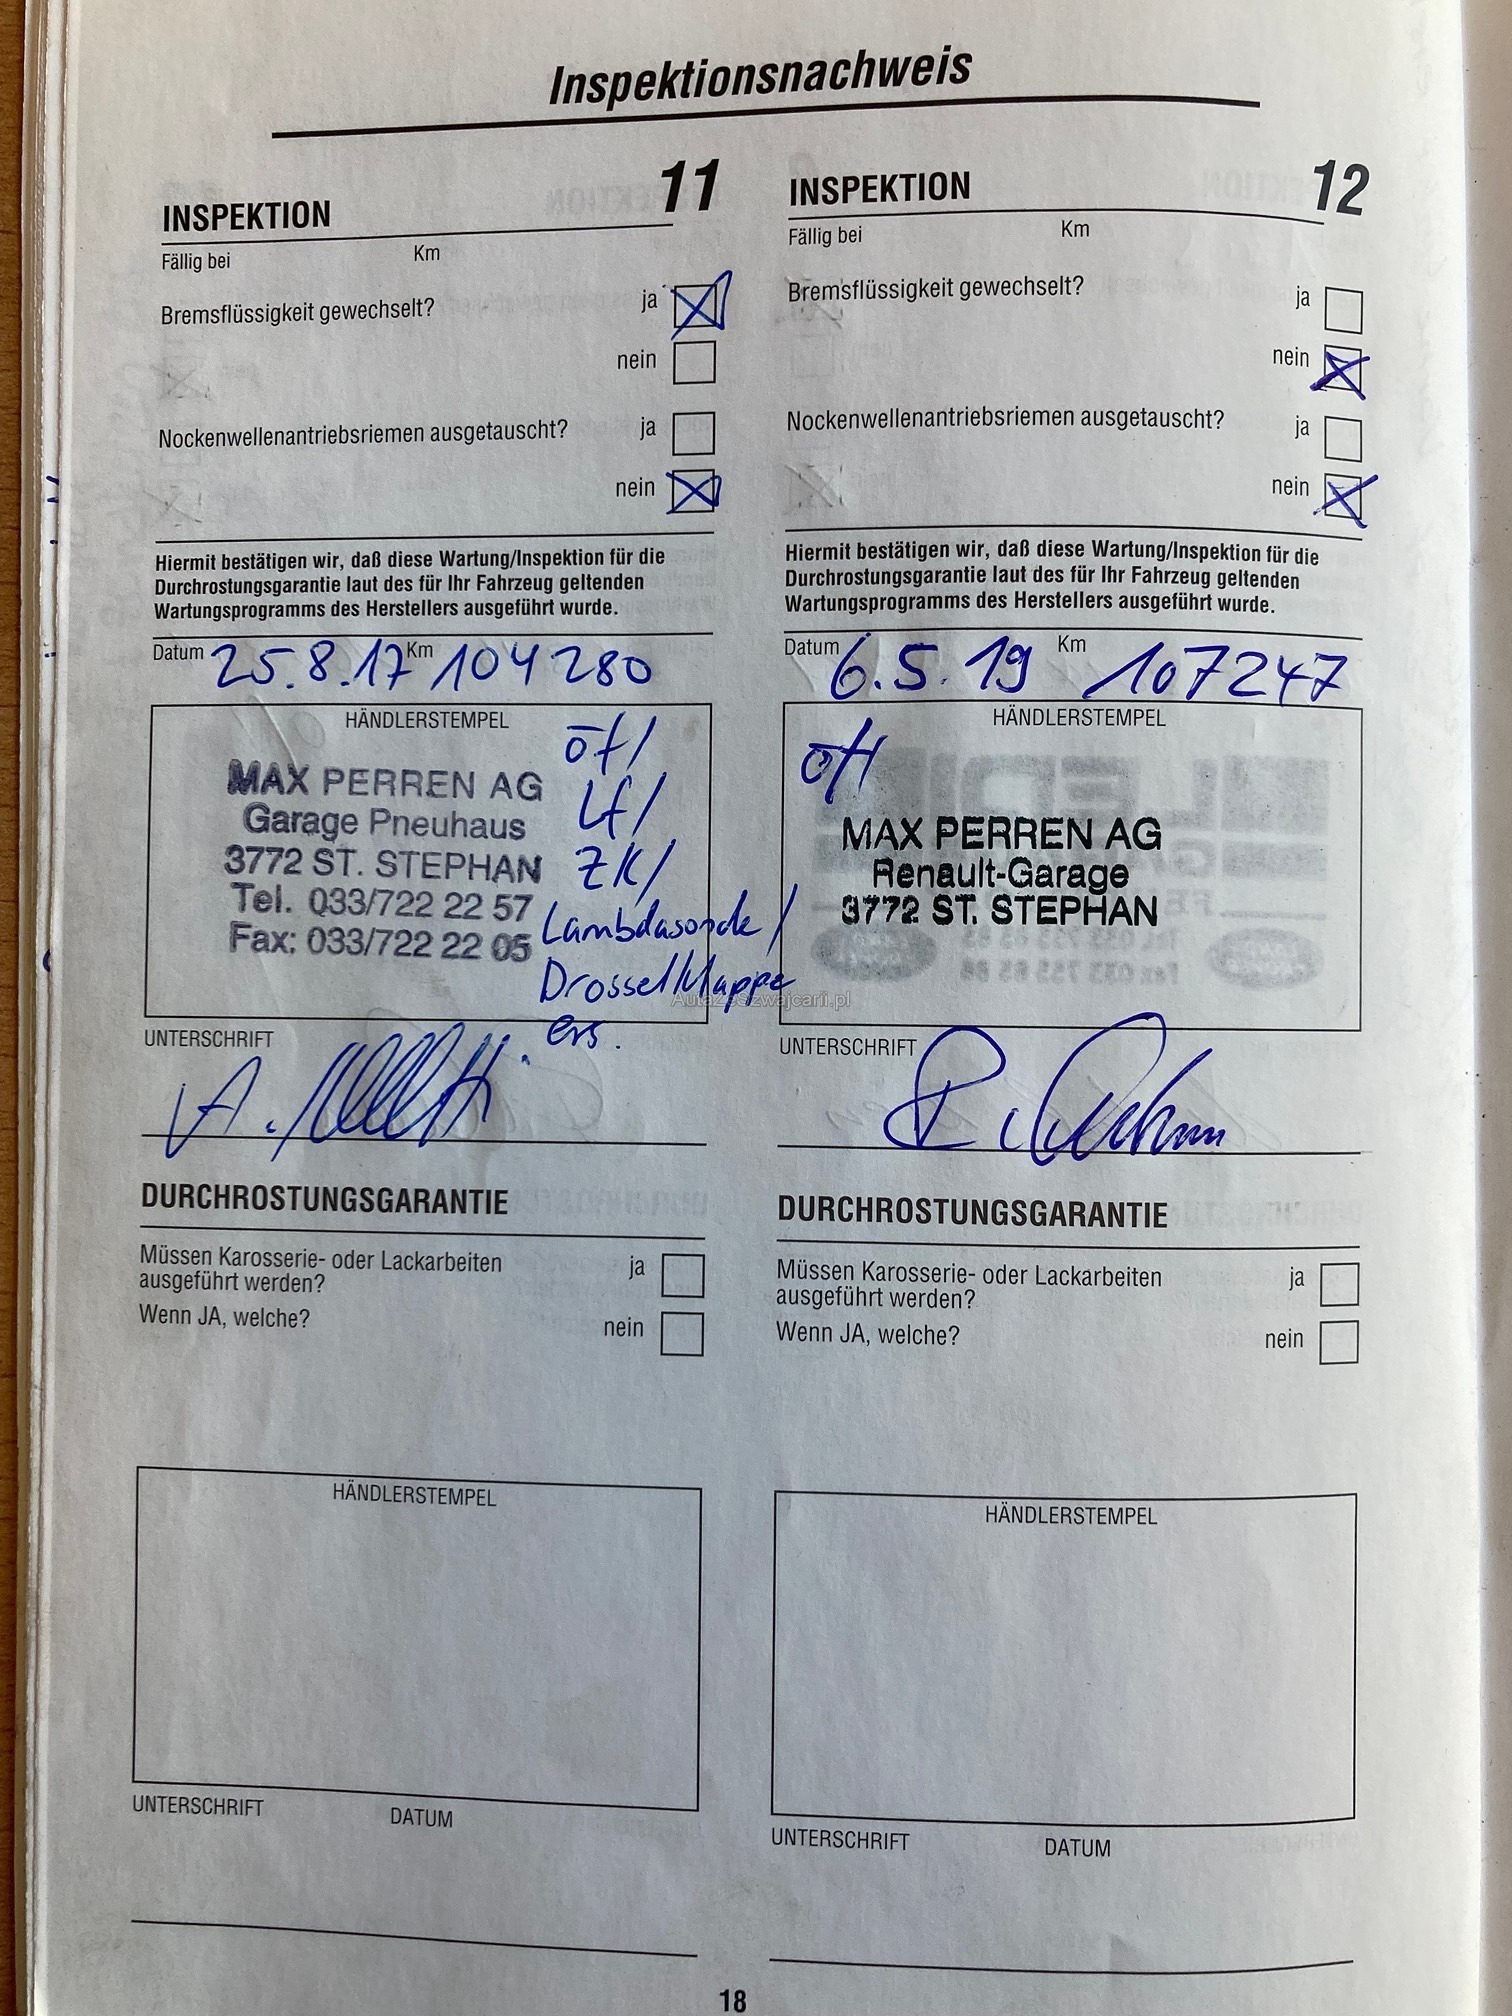 Inspektionsnachweis
INSPEKTION 11
Fällig bei Km
Bremsflüssigkeit gewechselt? ja
nein
Nockenwellenantriebsriemen ausgetauscht? ja
nein
Hiermit bestätigen wir, daß diese Wartung/Inspektion für die
Durchrostungsgarantie laut des für Ihr Fahrzeug geltenden
Wartungsprogramms des Herstellers ausgeführt wurde.
Datum 25.8.17 Km 104280
HÄNDLERSTEMPEL
öf/
MAX PERREN AG
Lf/
Garage Pneuhaus
3772 ST. STEPHAN
ZK/
Tel. 033/722 22 57
Lambdasonde/
Fax: 033/722 22 05
Drosselklappe
AutaZeSzwajcarii.pl
ers.
UNTERSCHRIFT
DURCHROSTUNGSGARANTIE
Müssen Karosserie- oder Lackarbeiten ja
ausgeführt werden?
Wenn JA, welche? nein
HÄNDLERSTEMPEL
UNTERSCHRIFT DATUM
INSPEKTION 12
Fällig bei Km
Bremsflüssigkeit gewechselt? ja
nein
Nockenwellenantriebsriemen ausgetauscht? ja
nein
Hiermit bestätigen wir, daß diese Wartung/Inspektion für die
Durchrostungsgarantie laut des für Ihr Fahrzeug geltenden
Wartungsprogramms des Herstellers ausgeführt wurde.
Datum 6.5.19 Km 107247
HÄNDLERSTEMPEL
MAX PERREN AG
Renault-Garage
3772 ST. STEPHAN
UNTERSCHRIFT
DURCHROSTUNGSGARANTIE
Müssen Karosserie- oder Lackarbeiten ja
ausgeführt werden?
Wenn JA, welche? nein
HÄNDLERSTEMPEL
UNTERSCHRIFT DATUM
18